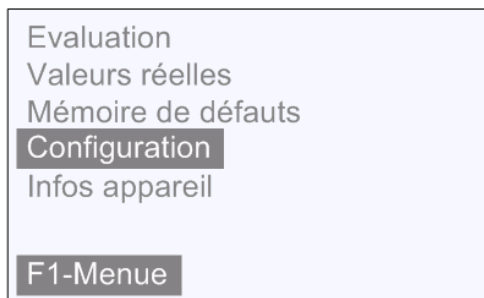 Evaluation
Valeurs réelles
Mémoire de défauts
Configuration
Infos appareil
F1-Menue